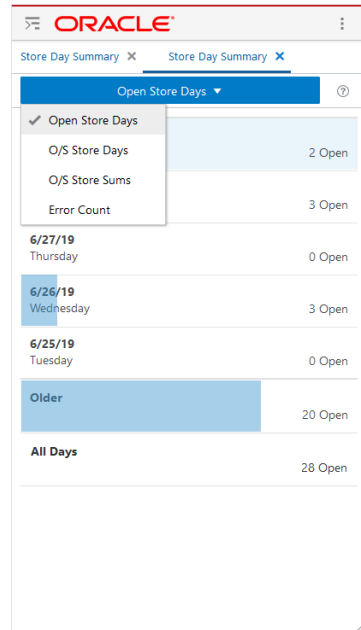 ORACLE
Store Day Summary Store Day Summary
Open Store Days
Open Store Days
O/S Store Days
O/S Store Sums
Error Count
2 Open
3 Open
6/27/19
Thursday
0 Open
6/26/19
Wednesday
3 Open
6/25/19
Tuesday
0 Open
Older
20 Open
All Days
28 Open